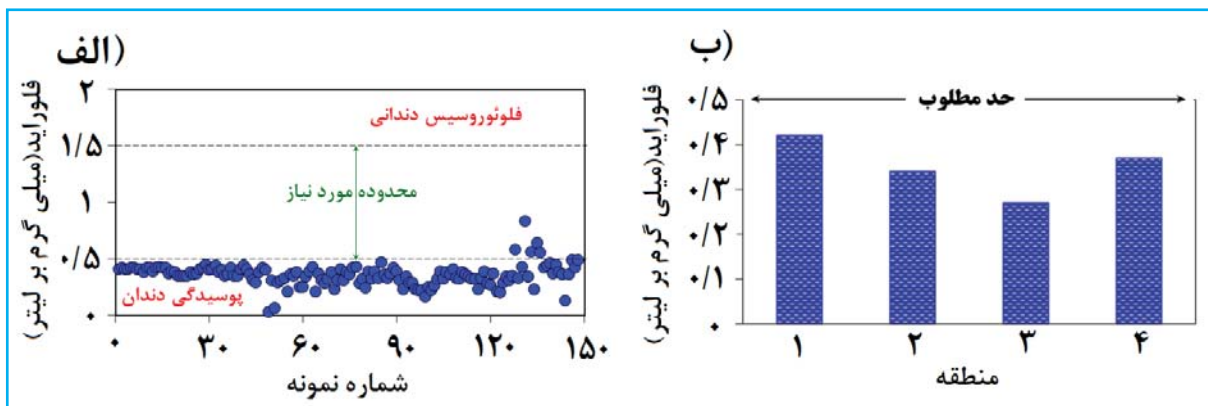 الف)
فلوراید(میلی گرم بر لیتر)
۲
۱/۵
۱
۰/۵
۰
فلوئوروسیس دندانی
محدوده مورد نیاز
پوسیدگی دندان
۰ ۳۰ ۶۰ ۹۰ ۱۲۰ ۱۵۰
شماره نمونه
ب)
فلوراید(میلی گرم بر لیتر)
۰/۵
۰/۴
۰/۳
۰/۲
۰/۱
۰
حد مطلوب
۱ ۲ ۳ ۴
منطقه